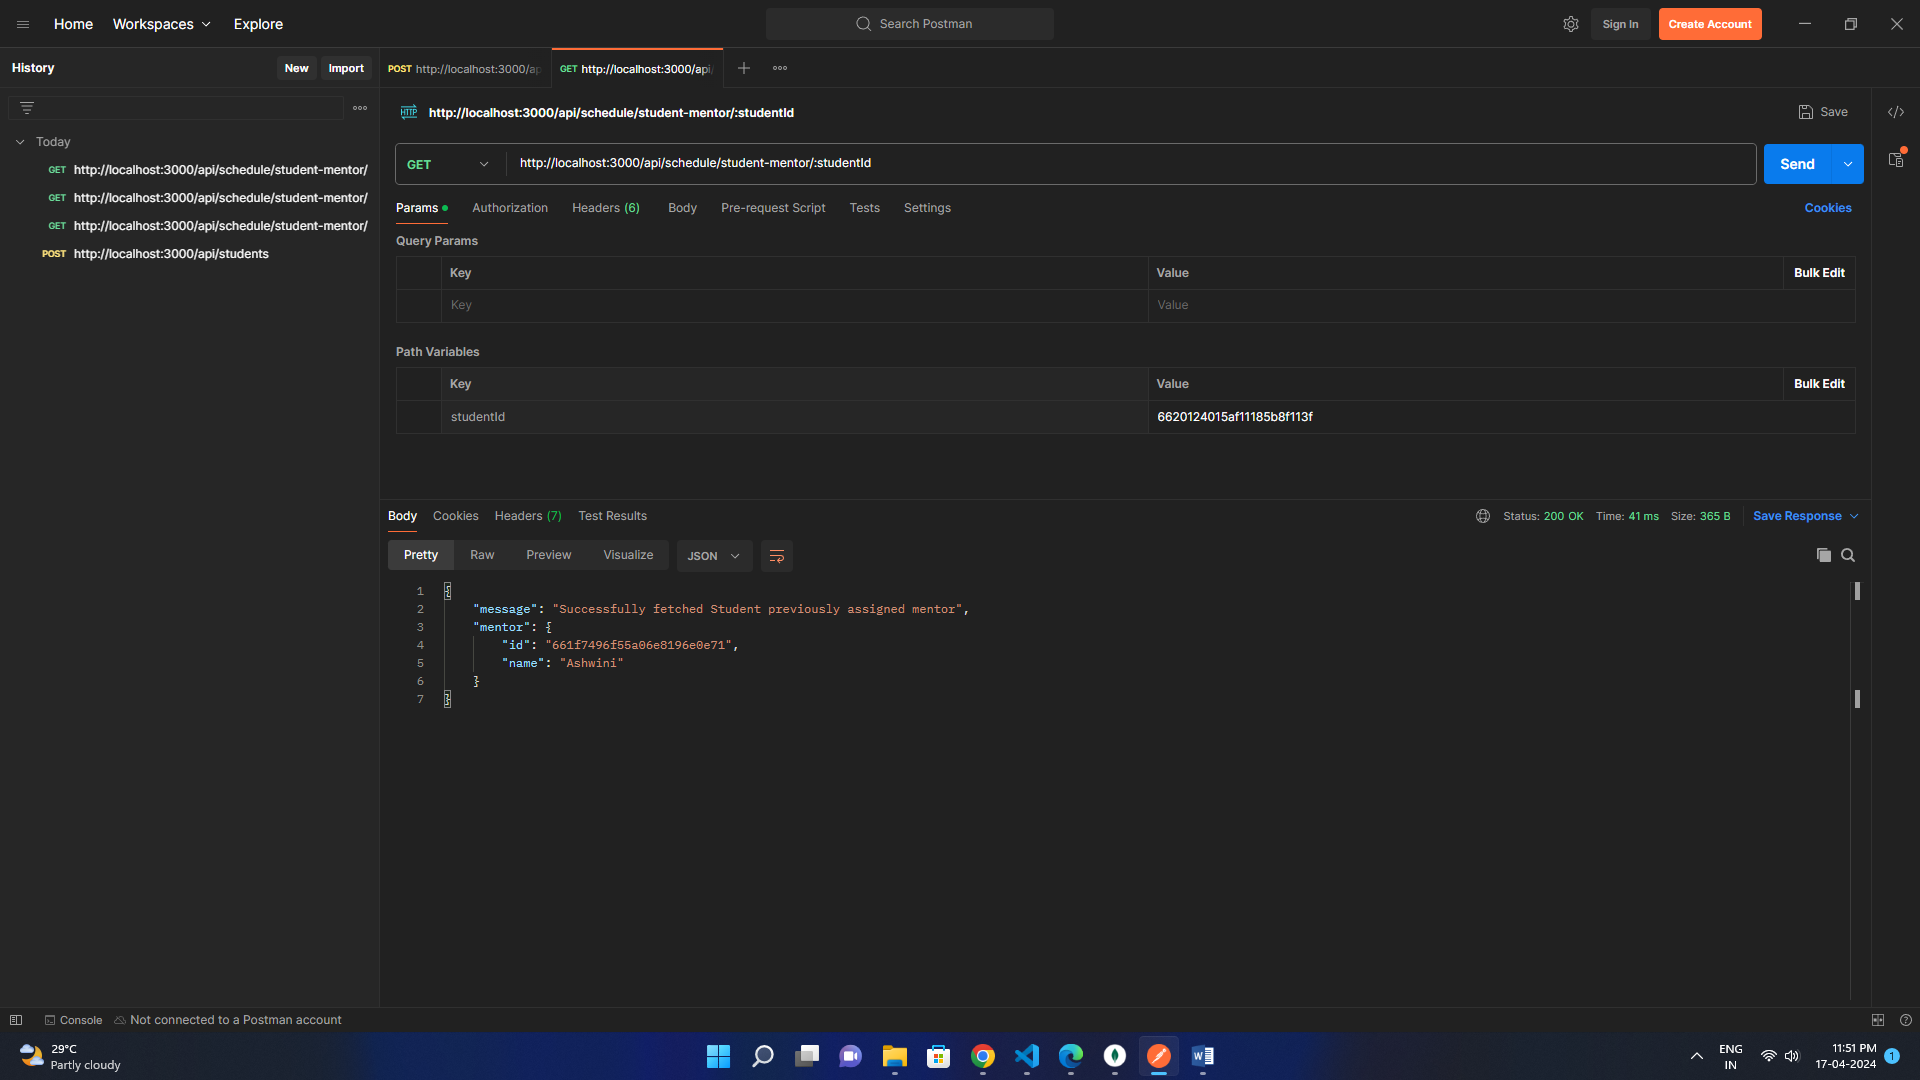 Home Workspaces Explore
Search Postman
Sign In Create Account
History New Import
POST http://localhost:3000/ap GET http://localhost:3000/api
http://localhost:3000/api/schedule/student-mentor/:studentId
Save
Today
GET http://localhost:3000/api/schedule/student-mentor/
GET http://localhost:3000/api/schedule/student-mentor/
GET http://localhost:3000/api/schedule/student-mentor/
POST http://localhost:3000/api/students
GET http://localhost:3000/api/schedule/student-mentor/:studentId Send
Params Authorization Headers (6) Body Pre-request Script Tests Settings Cookies
Query Params
Key Value Bulk Edit
Key Value
Path Variables
Key Value Bulk Edit
studentId 6620124015af11185b8f113f
Body Cookies Headers (7) Test Results Status: 200 OK Time: 41 ms Size: 365 B Save Response
Pretty Raw Preview Visualize JSON
1 {
2 "message": "Successfully fetched Student previously assigned mentor",
3 "mentor": {
4 "id": "661f7496f55a06e8196e0e71",
5 "name": "Ashwini"
6 }
7 }
Console Not connected to a Postman account
29°C
Partly cloudy
ENG
IN
11:51 PM
17-04-2024
1